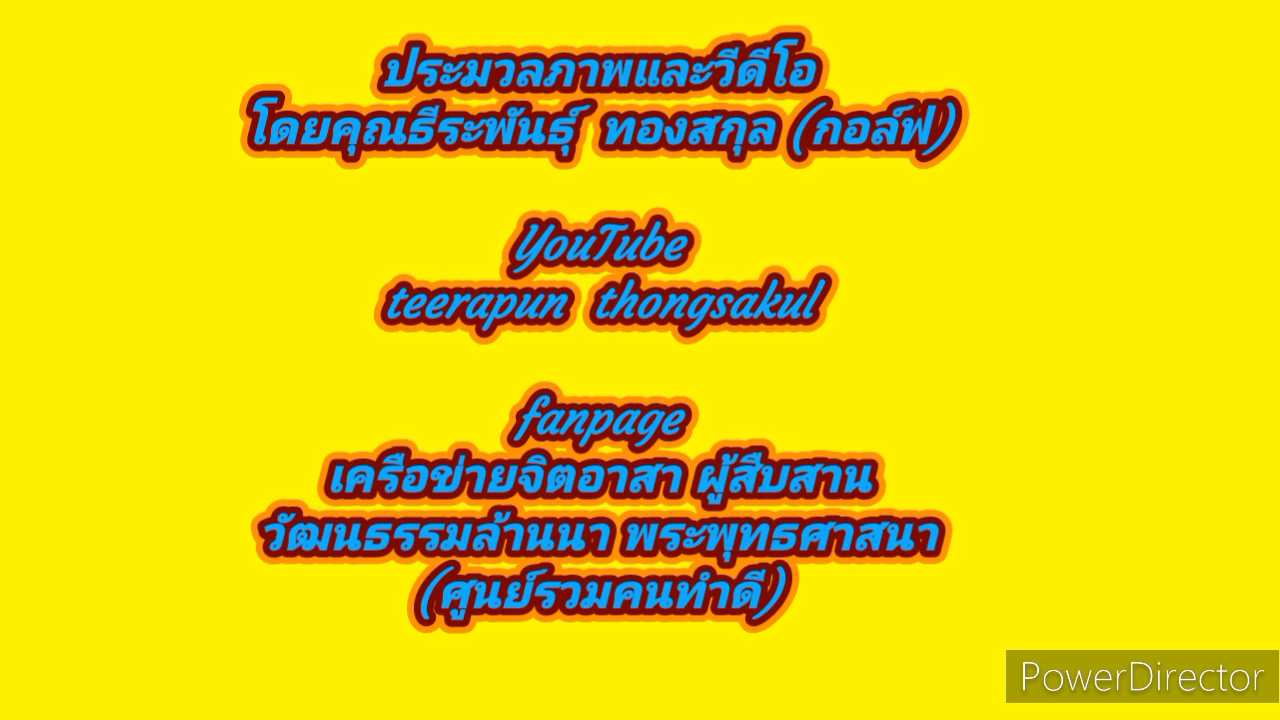 ประมวลภาพและวีดีโอ
โดยคุณธีระพันธุ์ ทองสกุล (กอล์ฟ)
YouTube
teerapun thongsakul
fanpage
เครือข่ายจิตอาสา ผู้สืบสาน
วัฒนธรรมล้านนา พระพุทธศาสนา
(ศูนย์รวมคนทำดี)
PowerDirector